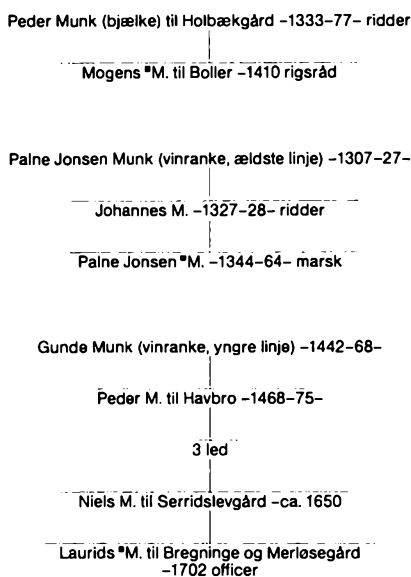 Peder Munk (bjælke) til Holbækgård –1333–77– ridder
Mogens ▪M. til Boller –1410 rigsråd
Palne Jonsen Munk (vinranke, ældste linje) –1307–27–
Johannes M. –1327–28– ridder
Palne Jonsen ▪M. –1344–64– marsk
Gunde Munk (vinranke, yngre linje) –1442–68–
Peder M. til Havbro –1468–75–
3 led
Niels M. til Serridslevgård –ca. 1650
Laurids ▪M. til Bregninge og Merløsegård
–1702 officer